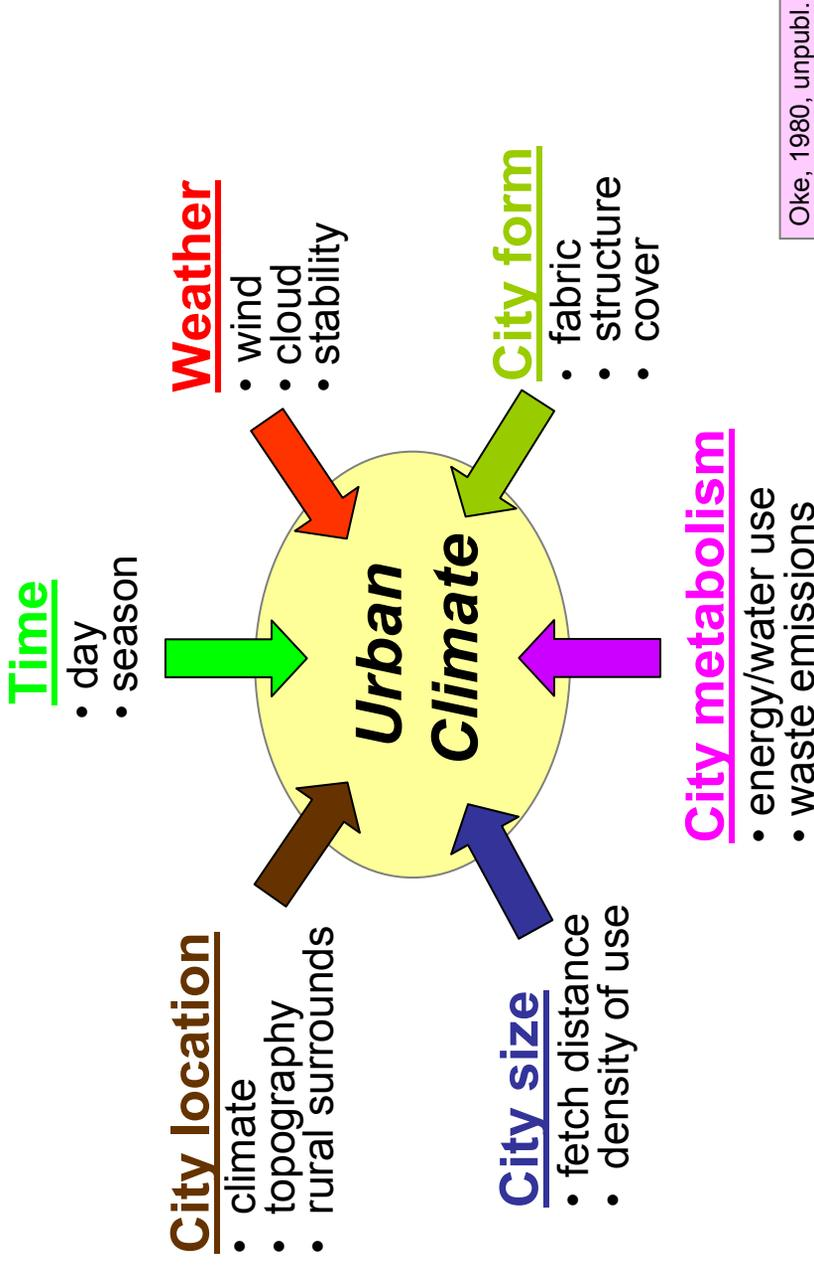 Time
• day
• season
City location
• climate
• topography
• rural surrounds
Weather
• wind
• cloud
• stability
Urban
Climate
City size
• fetch distance
• density of use
City form
• fabric
• structure
• cover
City metabolism
• energy/water use
• waste emissions
Oke, 1980, unpubl.